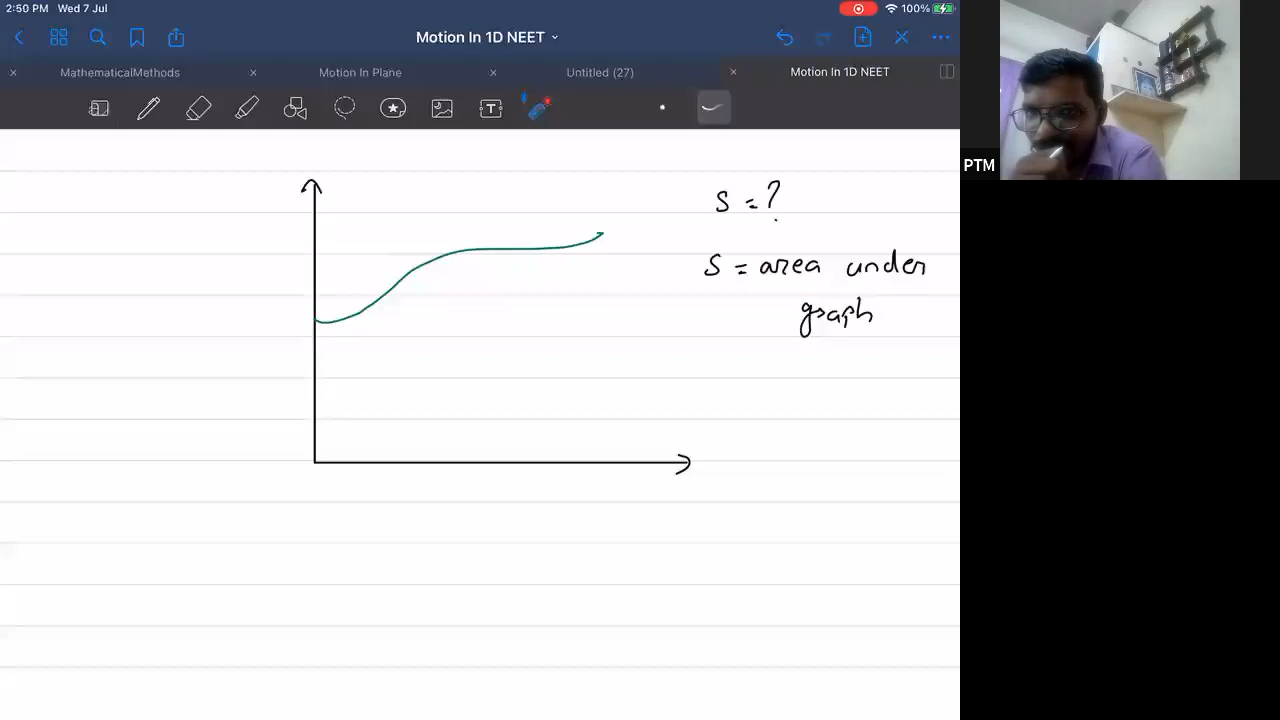 2:50 PM Wed 7 Jul
100%
Motion In 1D NEET
MathematicalMethods
Motion In Plane
Untitled (27)
Motion In 1D NEET
T
PTM
s = ?
s = area under
graph